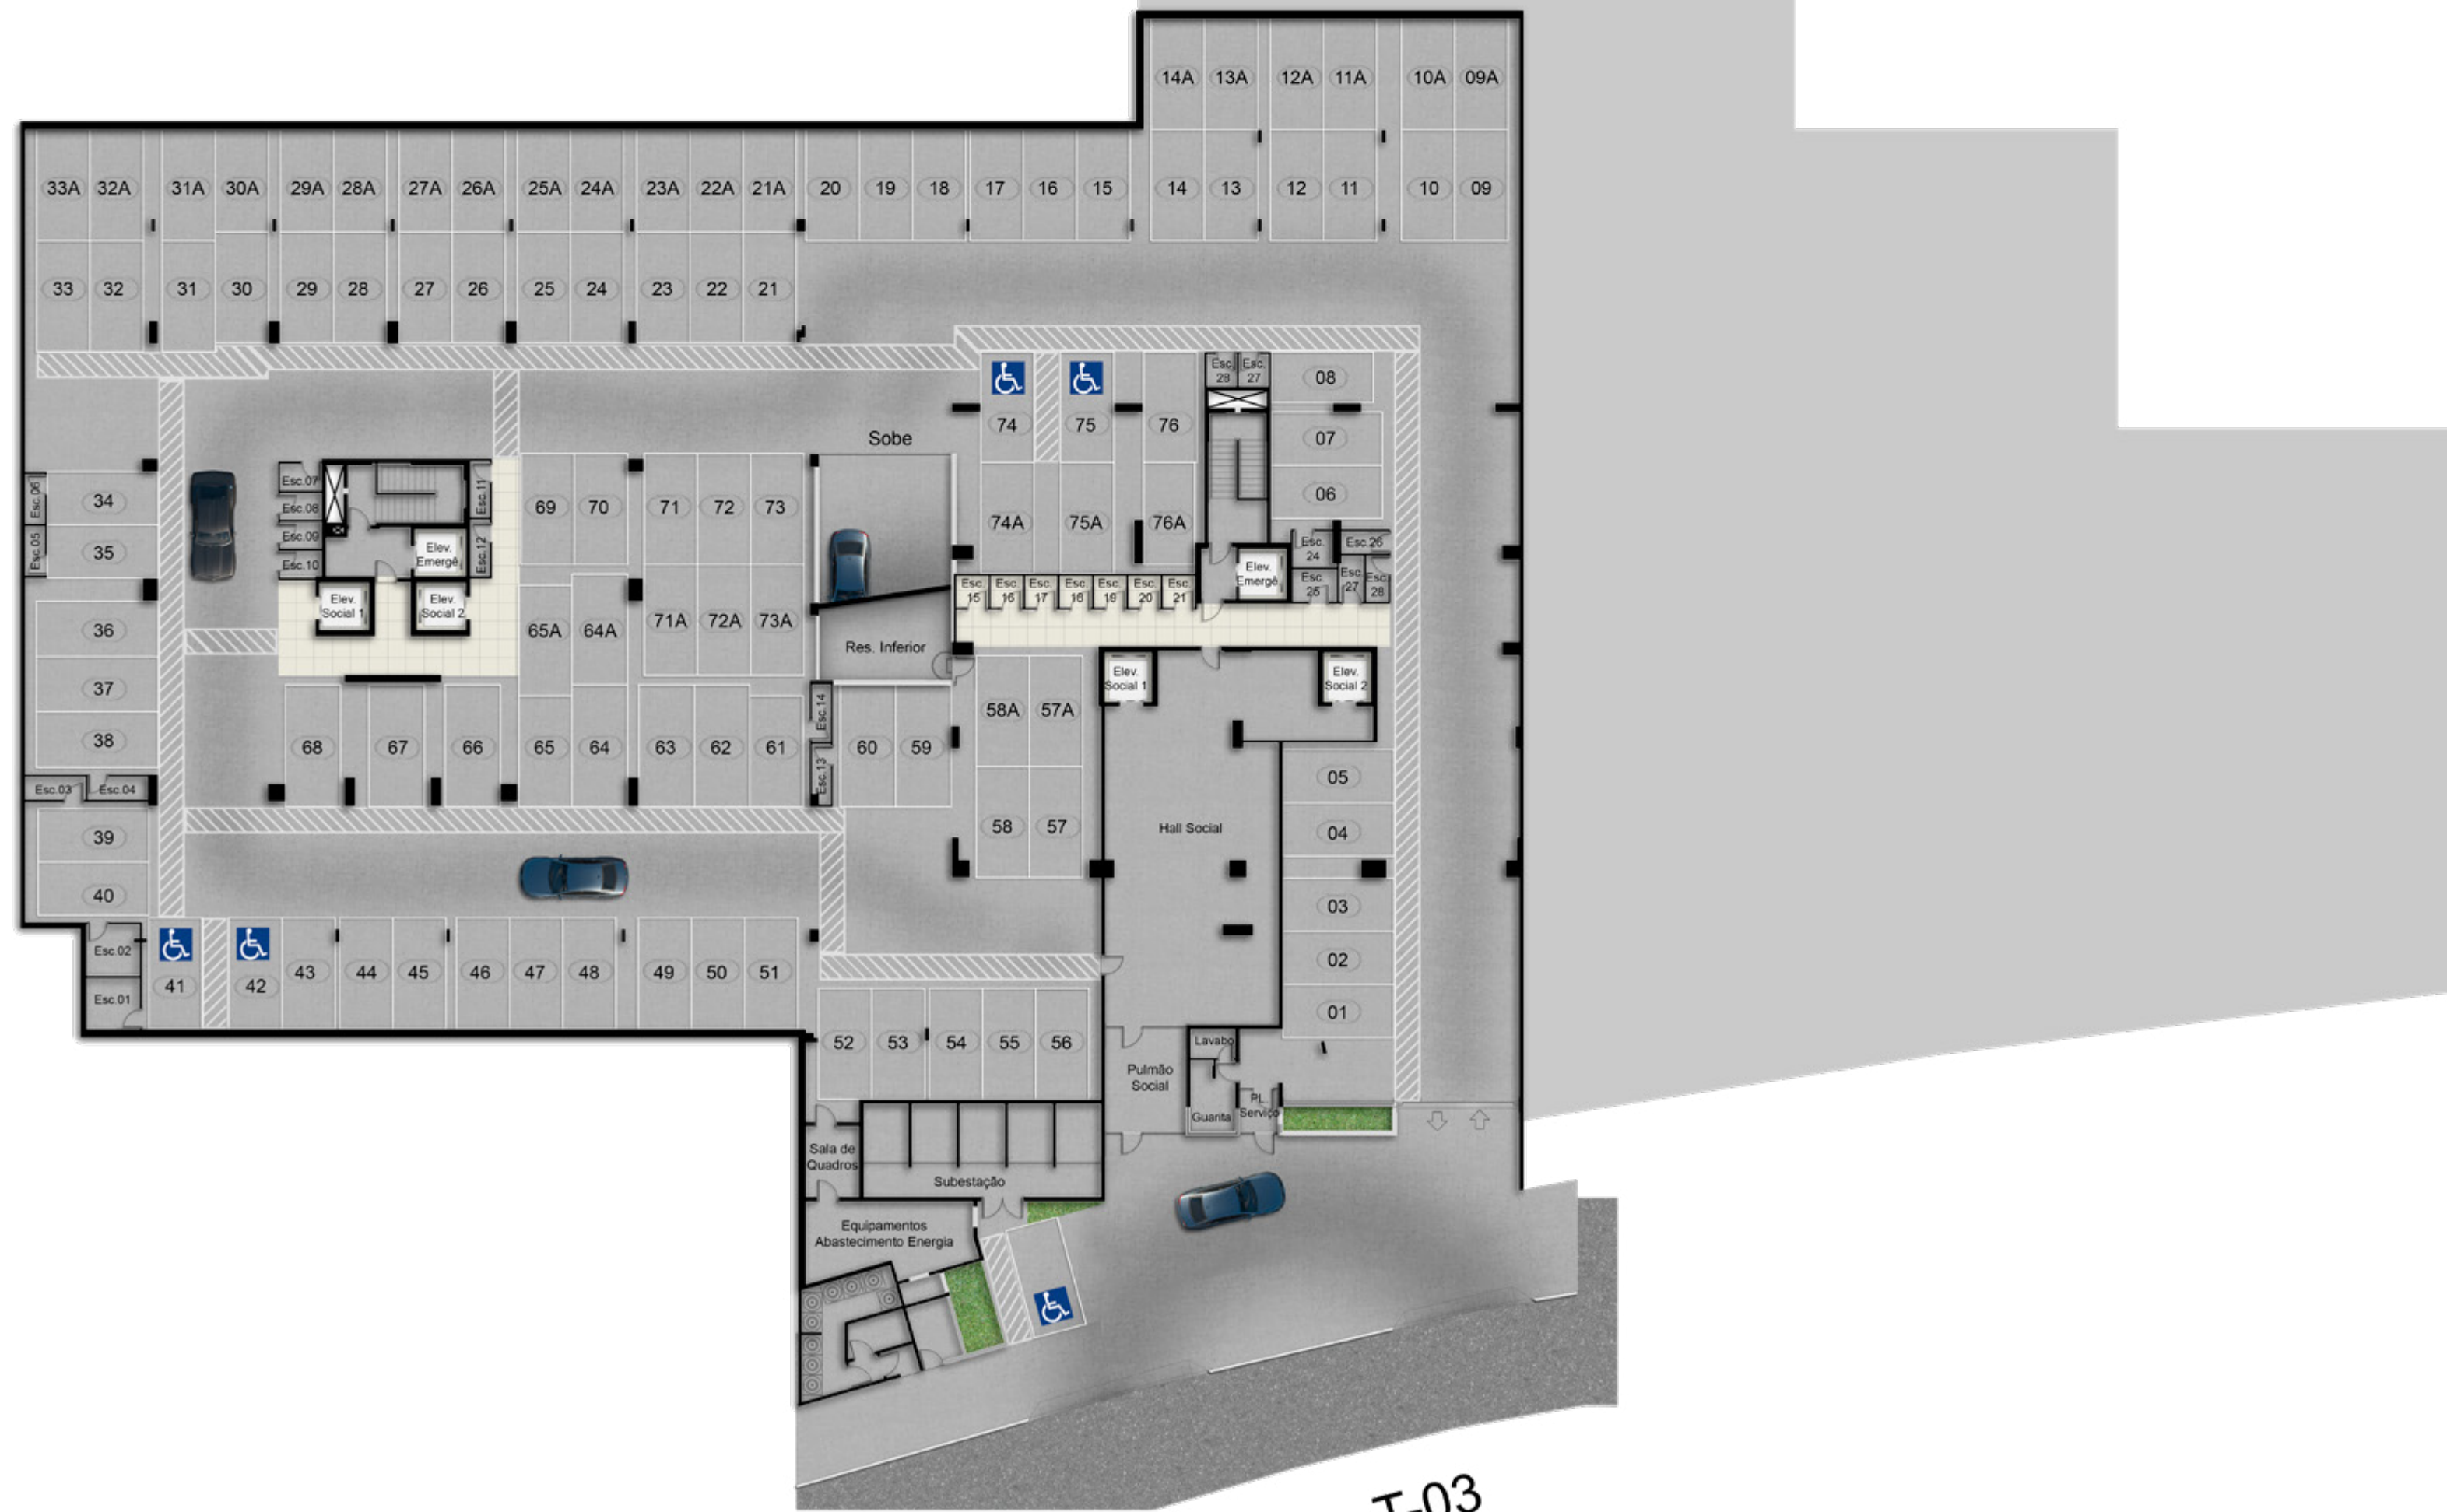 14A 13A 12A 11A 10A 09A
33A 32A 31A 30A 29A 28A 27A 26A 25A 24A 23A 22A 21A 20 19 18 17 16 15 14 13 12 11 10 09
33 32 31 30 29 28 27 26 25 24 23 22 21
Esc.
28
Esc.
27
08
74 75 76
07
Sobe
06
Esc.06
34
Esc.05
35
Esc.07
Esc.08
Esc.09
Esc.10
Esc.11
Esc.12
Elev.
Emergê.
Elev.
Social 1
Elev.
Social 2
69 70 71 72 73
74A 75A 76A
Esc.
24
Esc.26
Esc.
25
Esc.
27
Esc.
28
Elev.
Emergê.
Esc.
15
Esc.
16
Esc.
17
Esc.
18
Esc.
19
Esc.
20
Esc.
21
36
65A 64A 71A 72A 73A
Res. Inferior
37
38
Elev.
Social 1
Elev.
Social 2
58A 57A
68 67 66 65 64 63 62 61
Esc.14
Esc.13
60 59
Esc.03 Esc.04
05
39
58 57
Hall Social
04
40
03
Esc.02
Esc.01
41 42 43 44 45 46 47 48 49 50 51
02
01
52 53 54 55 56
Lavabo
Pulmão
Social
Guarita
PL
Serviço
Sala de
Quadros
Subestação
Equipamentos
Abastecimento Energia
T-03